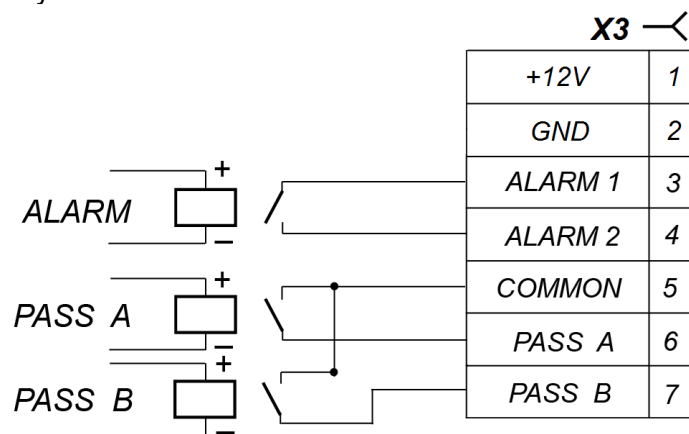 X3
+12V 1
GND 2
+
ALARM ALARM 1 3
− ALARM 2 4
+ COMMON 5
PASS A PASS A 6
−
+
PASS B PASS B 7
−